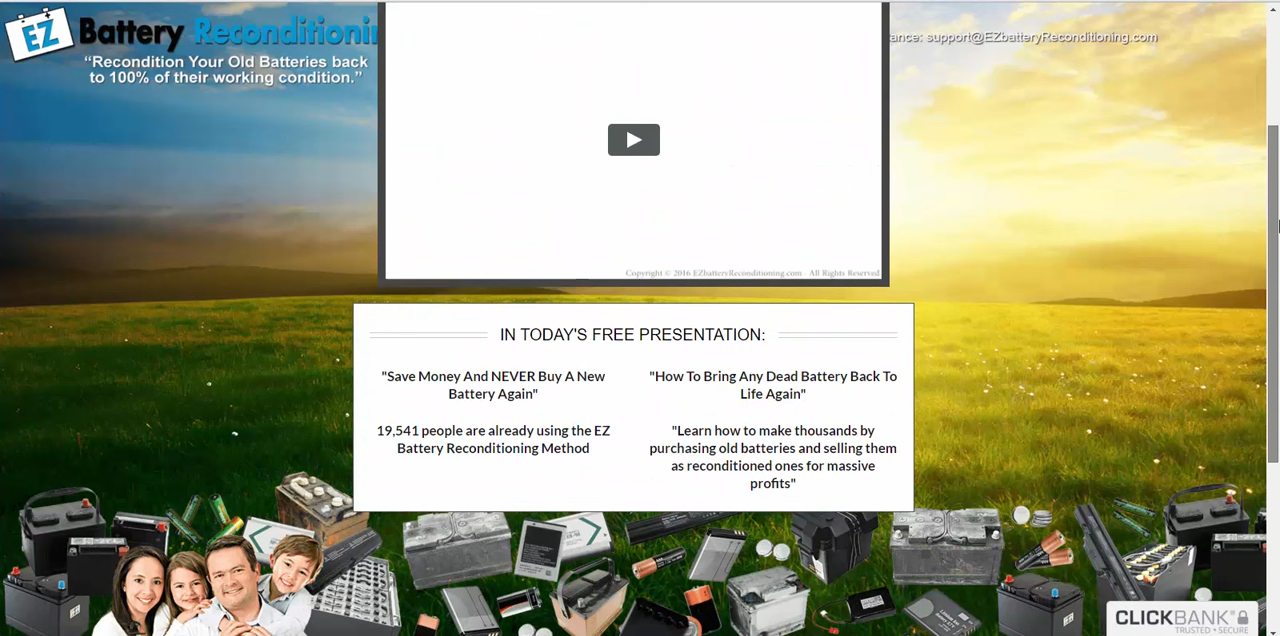 EZ Battery Reconditionin
"Recondition Your Old Batteries back
to 100% of their working condition."
ance: support@EZbatteryReconditioning.com
Copyright © 2016 EZbatteryReconditioning.com - All Rights Reserved
IN TODAY'S FREE PRESENTATION:
"Save Money And NEVER Buy A New
Battery Again"
"How To Bring Any Dead Battery Back To
Life Again"
19,541 people are already using the EZ
Battery Reconditioning Method
"Learn how to make thousands by
purchasing old batteries and selling them
as reconditioned ones for massive
profits"
CLICKBANK®
TRUSTED • SECURE